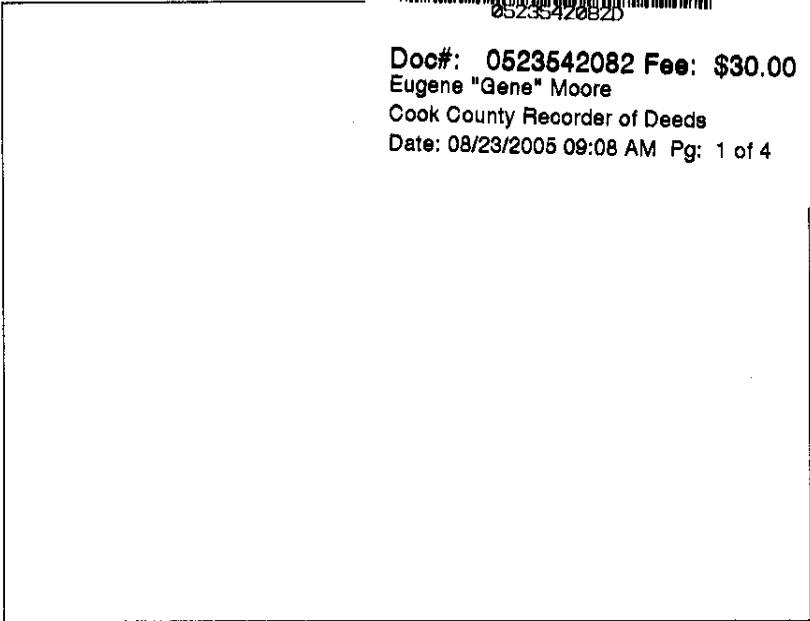 0523542082D
Doc#: 0523542082 Fee: $30.00
Eugene "Gene" Moore
Cook County Recorder of Deeds
Date: 08/23/2005 09:08 AM Pg: 1 of 4